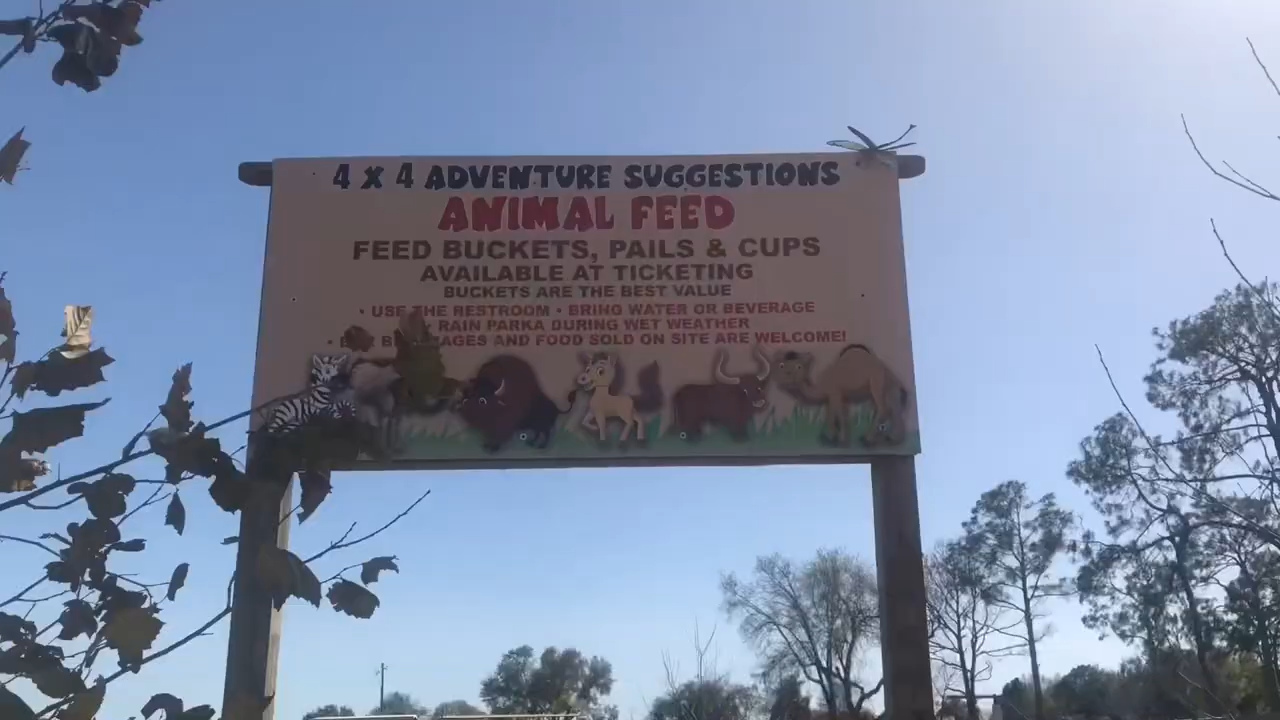 4 X 4 ADVENTURE SUGGESTIONS
ANIMAL FEED
FEED BUCKETS, PAILS & CUPS
AVAILABLE AT TICKETING
BUCKETS ARE THE BEST VALUE
• USE THE RESTROOM • BRING WATER OR BEVERAGE
RAIN PARKA DURING WET WEATHER
• AND FOOD SOLD ON SITE ARE WELCOME!